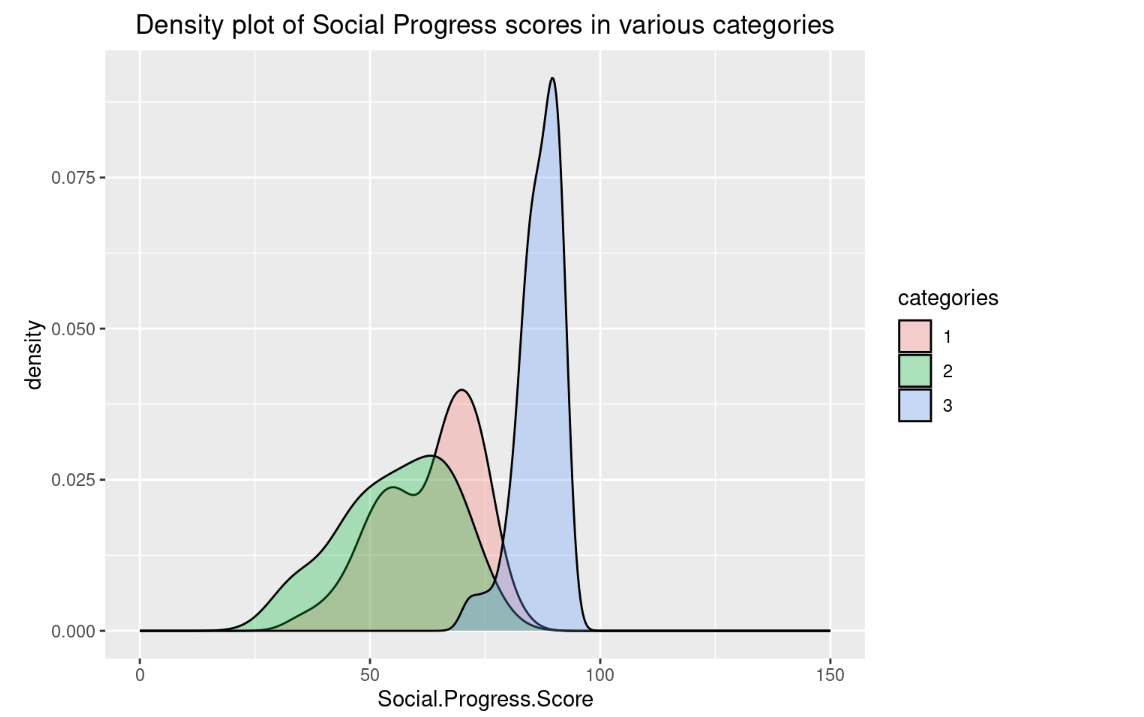 Density plot of Social Progress scores in various categories
density
0.075
0.050
0.025
0.000
0
50
100
150
Social.Progress.Score
categories
1
2
3